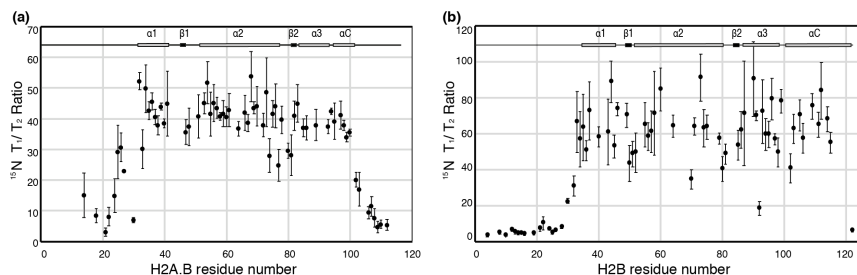 (a)
α1 β1 α2 β2 α3 αC
70
60
50
40
30
20
10
0
¹⁵N T₁/ T₂ Ratio
0 20 40 60 80 100 120
H2A.B residue number
(b)
α1 β1 α2 β2 α3 αC
120
100
80
60
40
20
0
¹⁵N T₁/ T₂ Ratio
0 20 40 60 80 100 120
H2B residue number